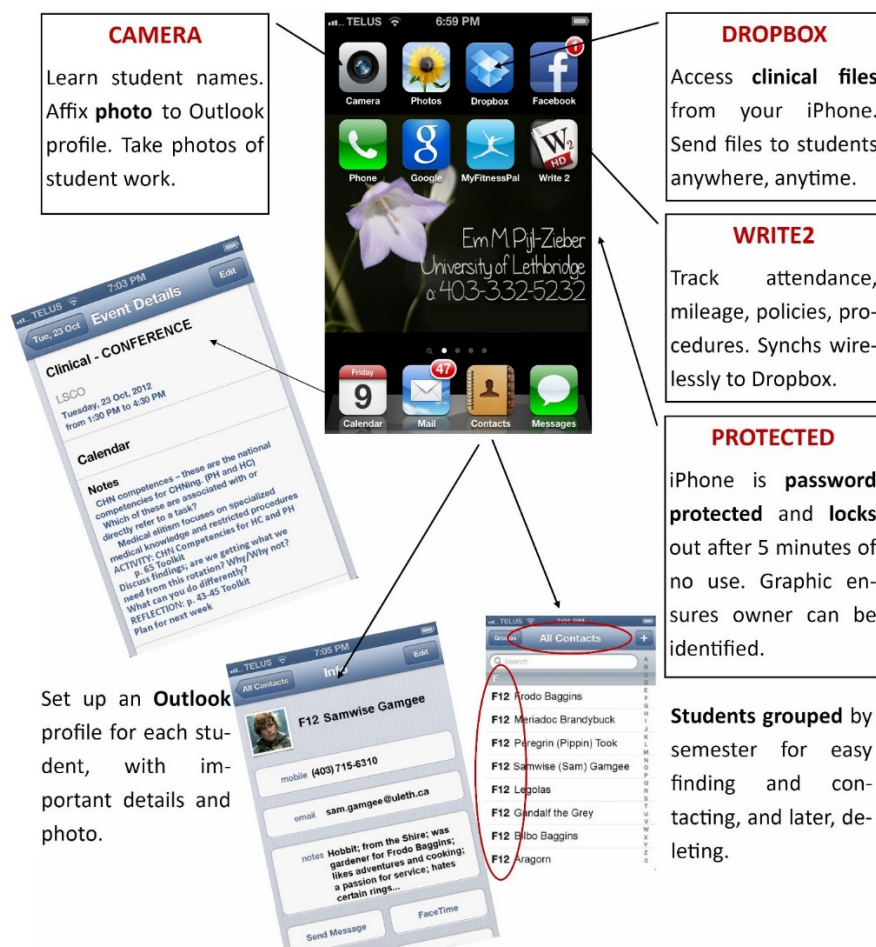 CAMERA
Learn student names.
Affix photo to Outlook
profile. Take photos of
student work.
TELUS 6:59 PM
Camera Photos Dropbox Facebook
1
Phone Google MyFitnessPal Write 2
g W2 HD
f
Em M. Pijl-Zieber
University of Lethbridge
a: 403-332-5232
Friday
9
47
Calendar Mail Contacts Messages
DROPBOX
Access clinical files
from your iPhone.
Send files to students
anywhere, anytime.
WRITE2
Track attendance,
mileage, policies, pro-
cedures. Synchs wire-
lessly to Dropbox.
PROTECTED
iPhone is password
protected and locks
out after 5 minutes of
no use. Graphic en-
sures owner can be
identified.
TELUS 7:03 PM
Tue, 23 Oct Event Details Edit
Clinical - CONFERENCE
LSCO
Tuesday, 23 Oct, 2012
from 1:30 PM to 4:30 PM
Calendar
Notes
CHN competences – these are the national
competencies for CHNing. (PH and HC)
Which of these are associated with or
directly refer to a task?
Medical elitism focuses on specialized
medical knowledge and restricted procedures
ACTIVITY: CHN Competencies for HC and PH
p. 65 Toolkit
Discuss findings; are we getting what we
need from this rotation? Why/Why not?
What can you do differently?
REFLECTION: p. 43-45 Toolkit
Plan for next week
Set up an Outlook
profile for each stu-
dent, with im-
portant details and
photo.
TELUS 7:05 PM
All Contacts Info Edit
F12 Samwise Gamgee
mobile (403) 715-6310
email sam.gamgee@uleth.ca
notes Hobbit; from the Shire; was
gardener for Frodo Baggins;
likes adventures and cooking;
a passion for service; hates
certain rings...
Send Message FaceTime
TELUS 7:01 PM
Groups All Contacts +
Search
F
F12 Frodo Baggins
F12 Meriadoc Brandybuck
F12 Peregrin (Pippin) Took
F12 Samwise (Sam) Gamgee
F12 Legolas
F12 Gandalf the Grey
F12 Bilbo Baggins
F12 Aragorn
Students grouped by
semester for easy
finding and con-
tacting, and later, de-
leting.